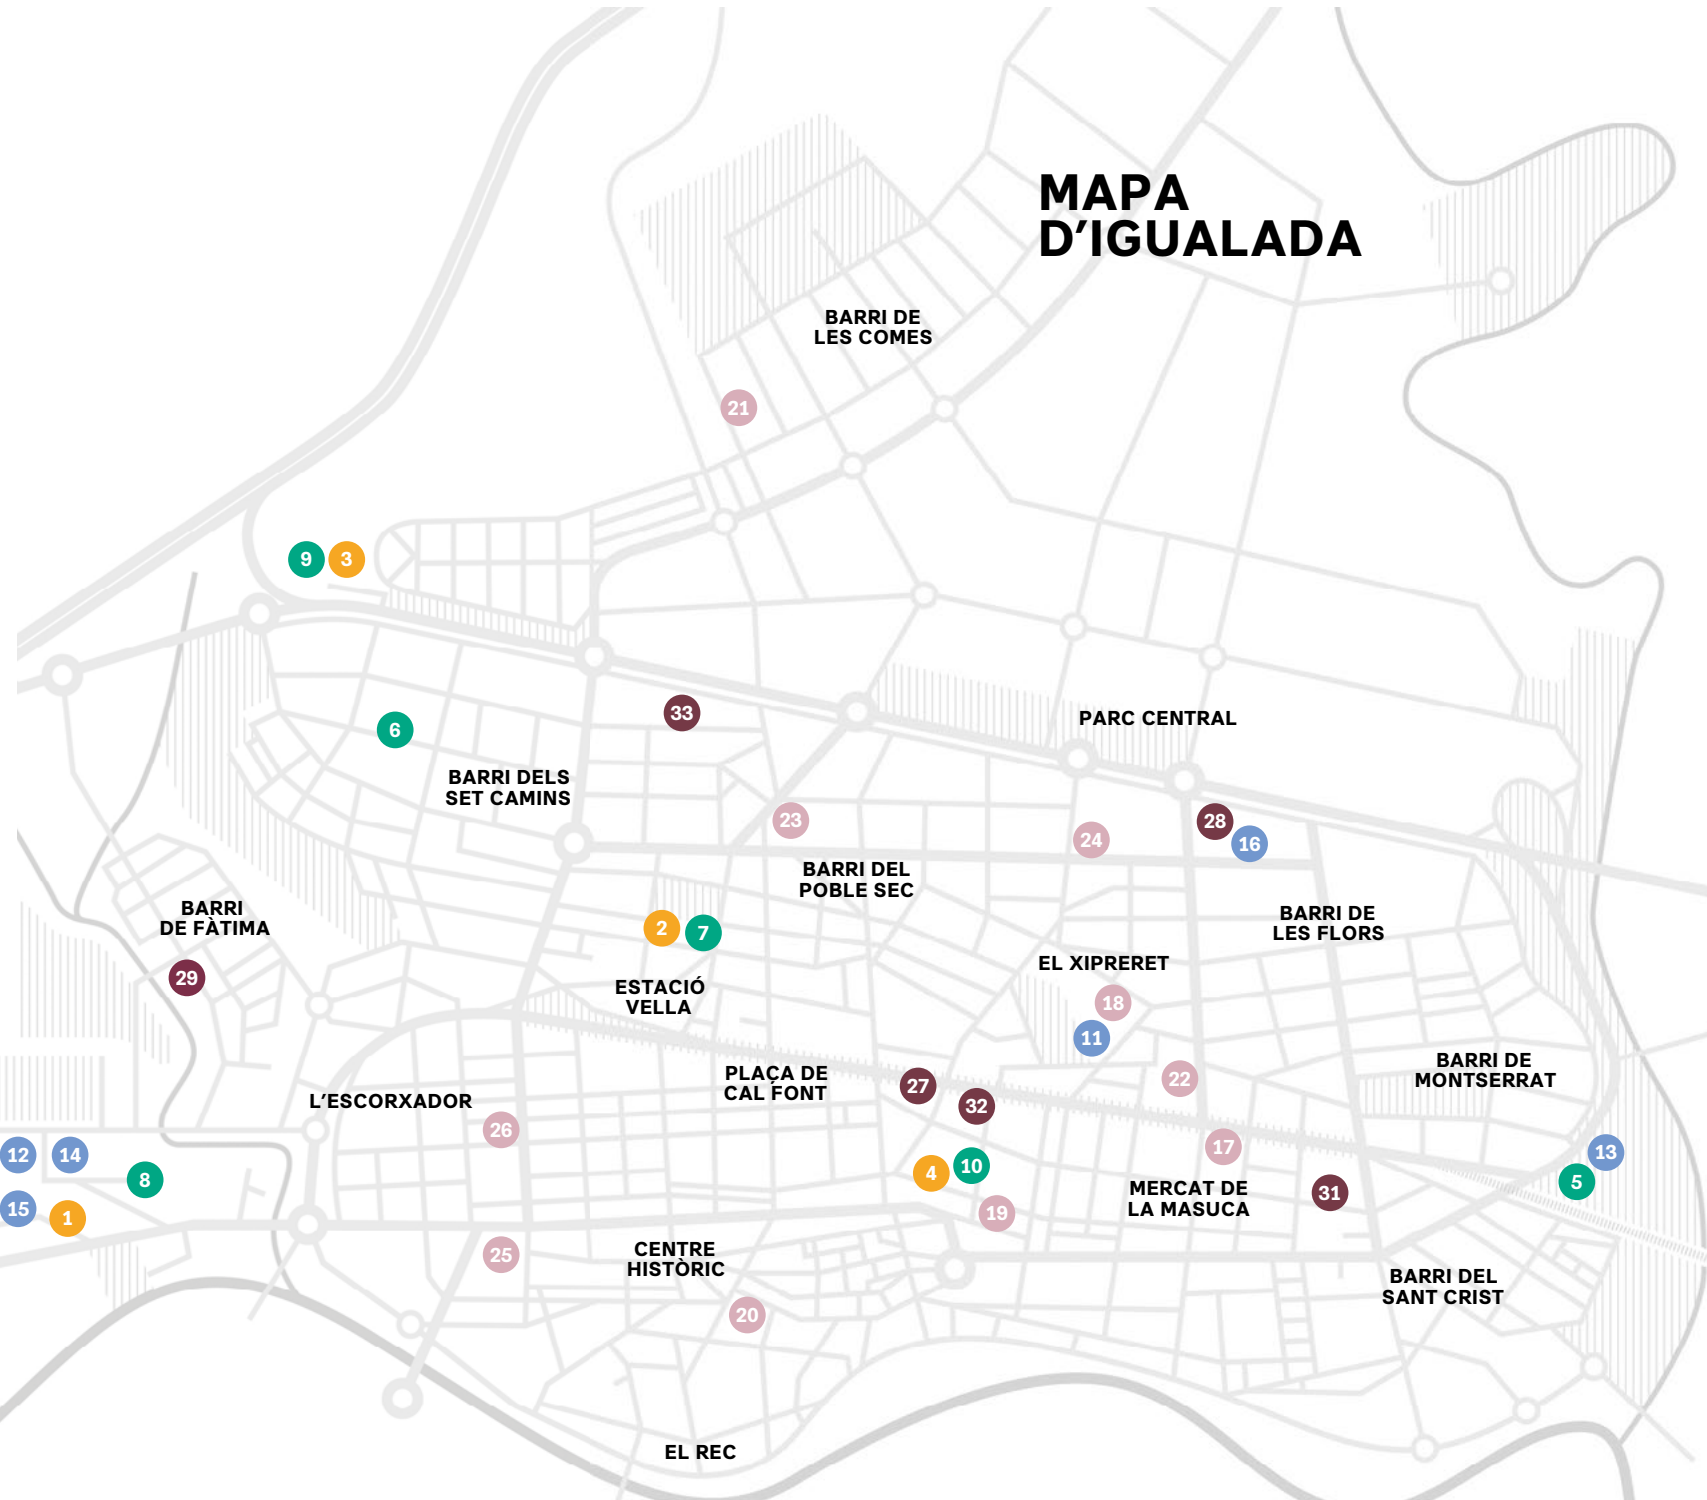 MAPA
D'IGUALADA
BARRI DE
LES COMES
21
9
3
33
6
PARC CENTRAL
BARRI DELS
SET CAMINS
23
24
28
16
BARRI DEL
POBLE SEC
BARRI
DE FÀTIMA
BARRI DE
LES FLORS
2
7
29
EL XIPRERET
ESTACIÓ
VELLA
18
11
PLAÇA DE
CAL FONT
27
32
22
BARRI DE
MONTSERRAT
L'ESCORXADOR
26
12
14
8
15
1
4
10
19
17
13
5
MERCAT DE
LA MASUCA
31
25
CENTRE
HISTÒRIC
20
BARRI DEL
SANT CRIST
EL REC